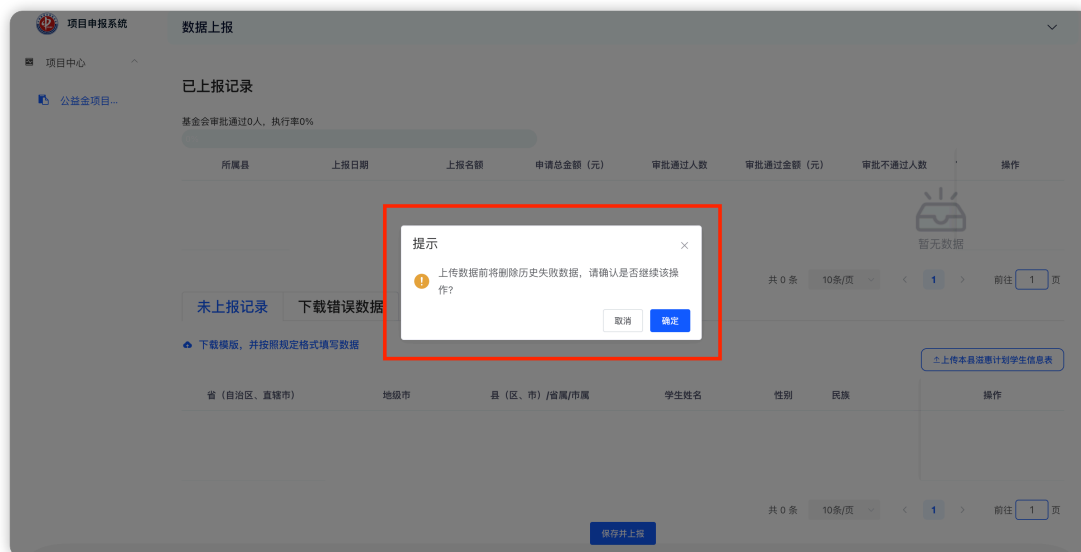 项目申报系统
数据上报
项目中心
公益金项目...
已上报记录
基金会审批通过0人，执行率0%
所属县 上报日期 上报名额 申请总金额（元） 审批通过人数 审批通过金额（元） 审批不通过人数 操作
暂无数据
共 0 条 10条/页 1 前往 1 页
提示
上传数据前将删除历史失败数据，请确认是否继续该操
作?
取消 确定
未上报记录 下载错误数据
下载模版，并按照规定格式填写数据
上传本县滋惠计划学生信息表
省（自治区、直辖市） 地级市 县（区、市）/省属/市属 学生姓名 性别 民族 操作
共 0 条 10条/页 1 前往 1 页
保存并上报